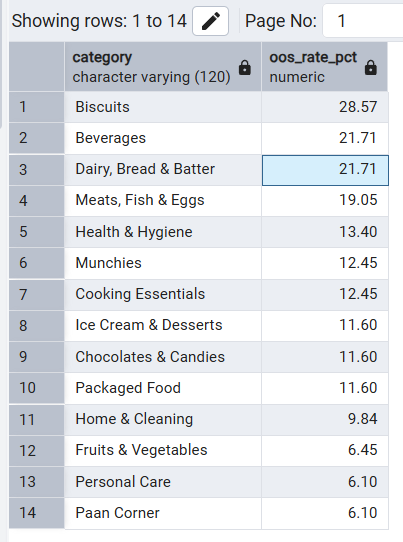 Showing rows: 1 to 14 Page No: 1
category oos_rate_pct
character varying (120) numeric
1 Biscuits 28.57
2 Beverages 21.71
3 Dairy, Bread & Batter 21.71
4 Meats, Fish & Eggs 19.05
5 Health & Hygiene 13.40
6 Munchies 12.45
7 Cooking Essentials 12.45
8 Ice Cream & Desserts 11.60
9 Chocolates & Candies 11.60
10 Packaged Food 11.60
11 Home & Cleaning 9.84
12 Fruits & Vegetables 6.45
13 Personal Care 6.10
14 Paan Corner 6.10